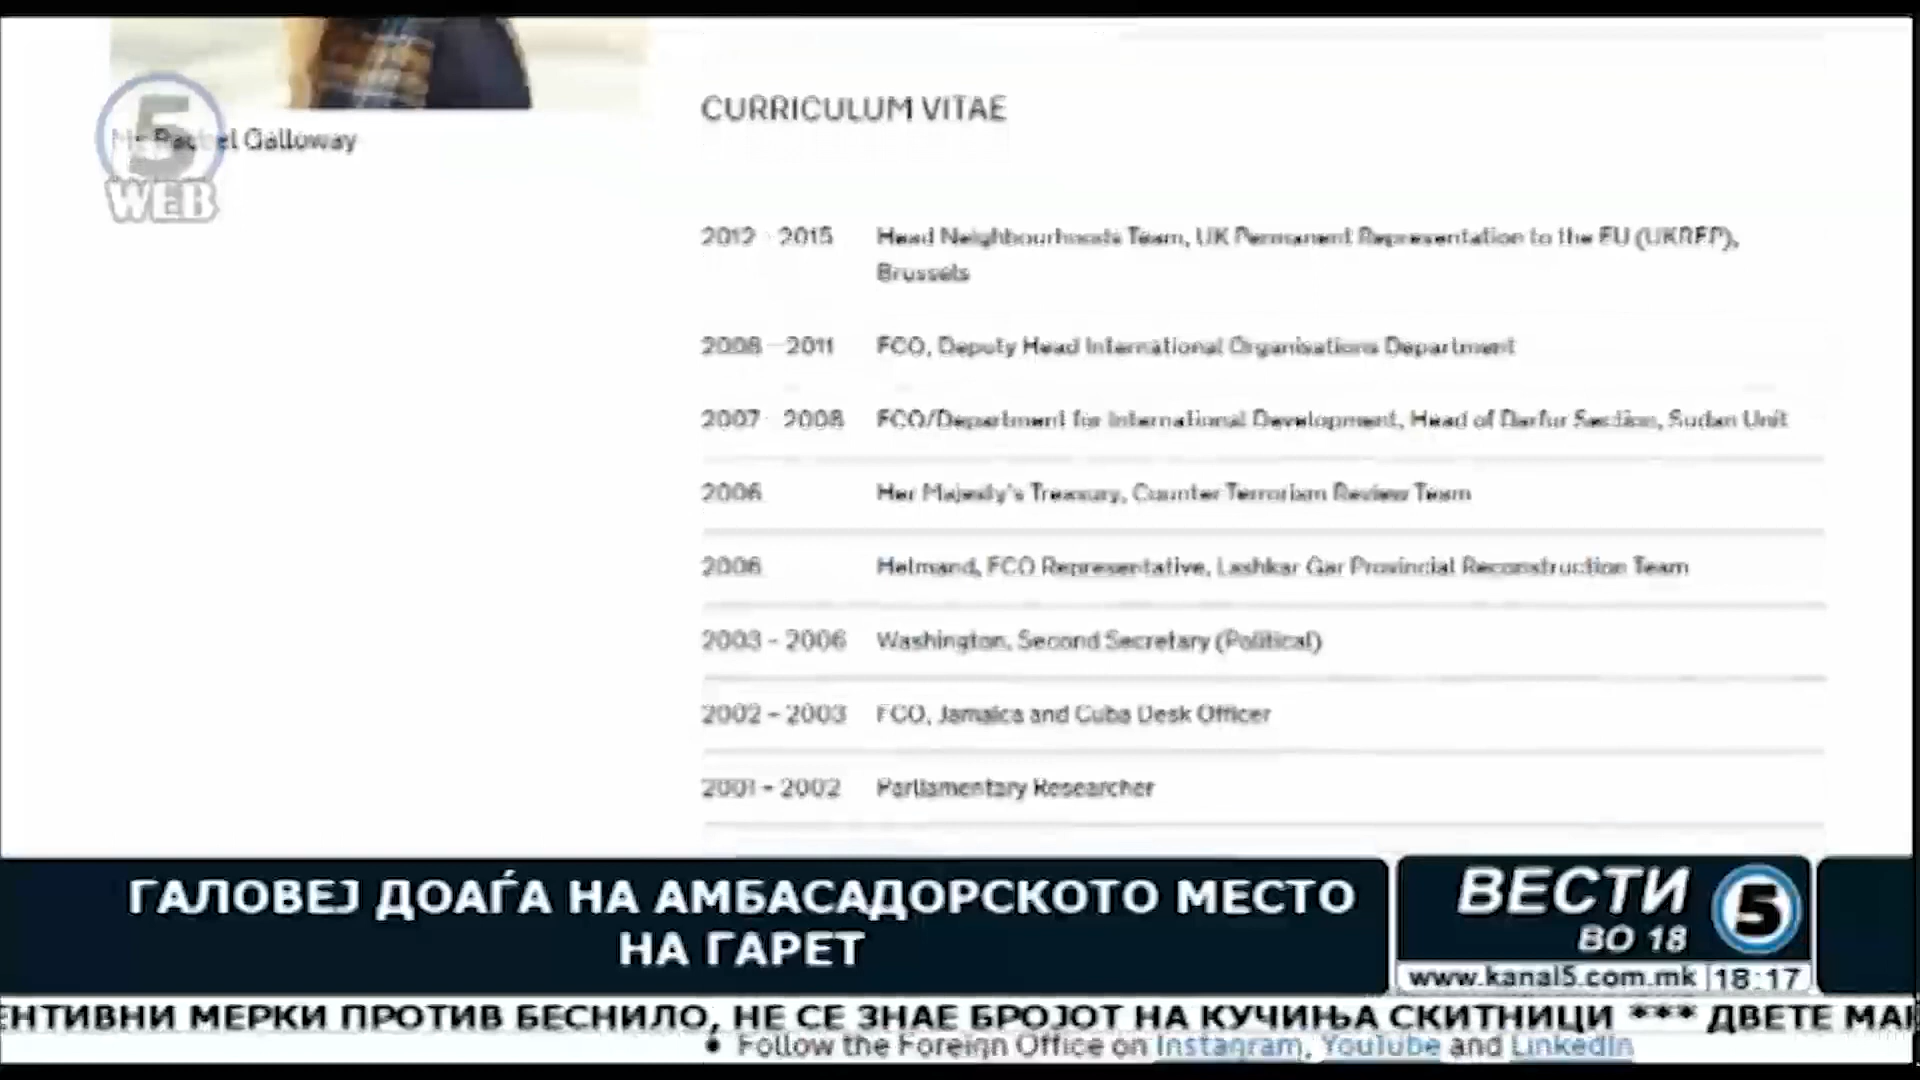 CURRICULUM VITAE
Ms Rachel Galloway
5
WEB
2012 - 2015 Head Neighbourhoods Team, UK Permanent Representation to the EU (UKREP),
Brussels
2008 - 2011 FCO, Deputy Head International Organisations Department
2007 - 2008 FCO/Department for International Development, Head of Darfur Section, Sudan Unit
2006 Her Majesty's Treasury, Counter Terrorism Review Team
2006 Helmand, FCO Representative, Lashkar Gar Provincial Reconstruction Team
2003 - 2006 Washington, Second Secretary (Political)
2002 - 2003 FCO, Jamaica and Cuba Desk Officer
2001 - 2002 Parliamentary Researcher
ГАЛОВЕЈ ДОАЃА НА АМБАСАДОРСКОТО МЕСТО
НА ГАРЕТ
ВЕСТИ 5
ВО 18
www.kanal5.com.mk 18:17
ЕНТИВНИ МЕРКИ ПРОТИВ БЕСНИЛО, НЕ СЕ ЗНАЕ БРОЈОТ НА КУЧИЊА СКИТНИЦИ *** ДВЕТЕ МА
• Follow the Foreign Office on Instagram, YouTube and LinkedIn